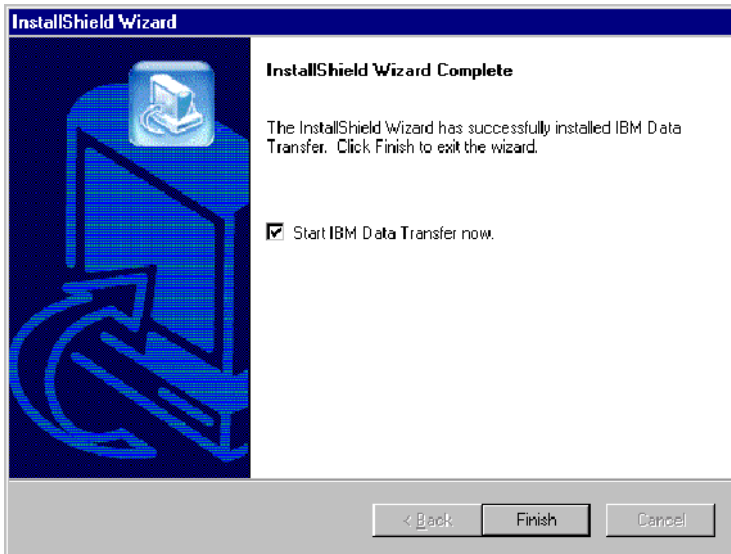 InstallShield Wizard
InstallShield Wizard Complete
The InstallShield Wizard has successfully installed IBM Data
Transfer. Click Finish to exit the wizard.
Start IBM Data Transfer now.
< Back
Finish
Cancel